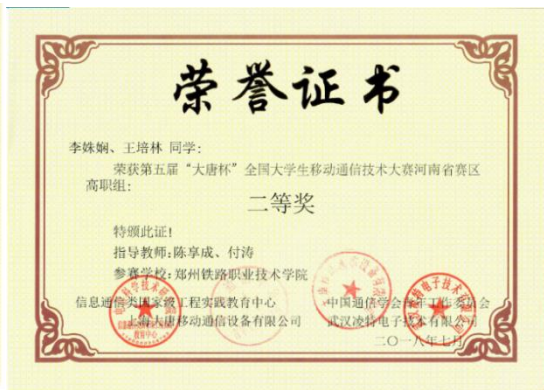 荣誉证书
李姝娴、王培林 同学:
荣获第五届“大唐杯”全国大学生移动通信技术大赛河南省赛区
高职组:
二等奖
特颁此证!
指导教师:陈享成、付涛
参赛学校:郑州铁路职业技术学院
信息通信类国家级工程实践教育中心 中国通信学会青年工作委员会
上海大唐移动通信设备有限公司 武汉凌特电子技术有限公司
二〇一八年七月